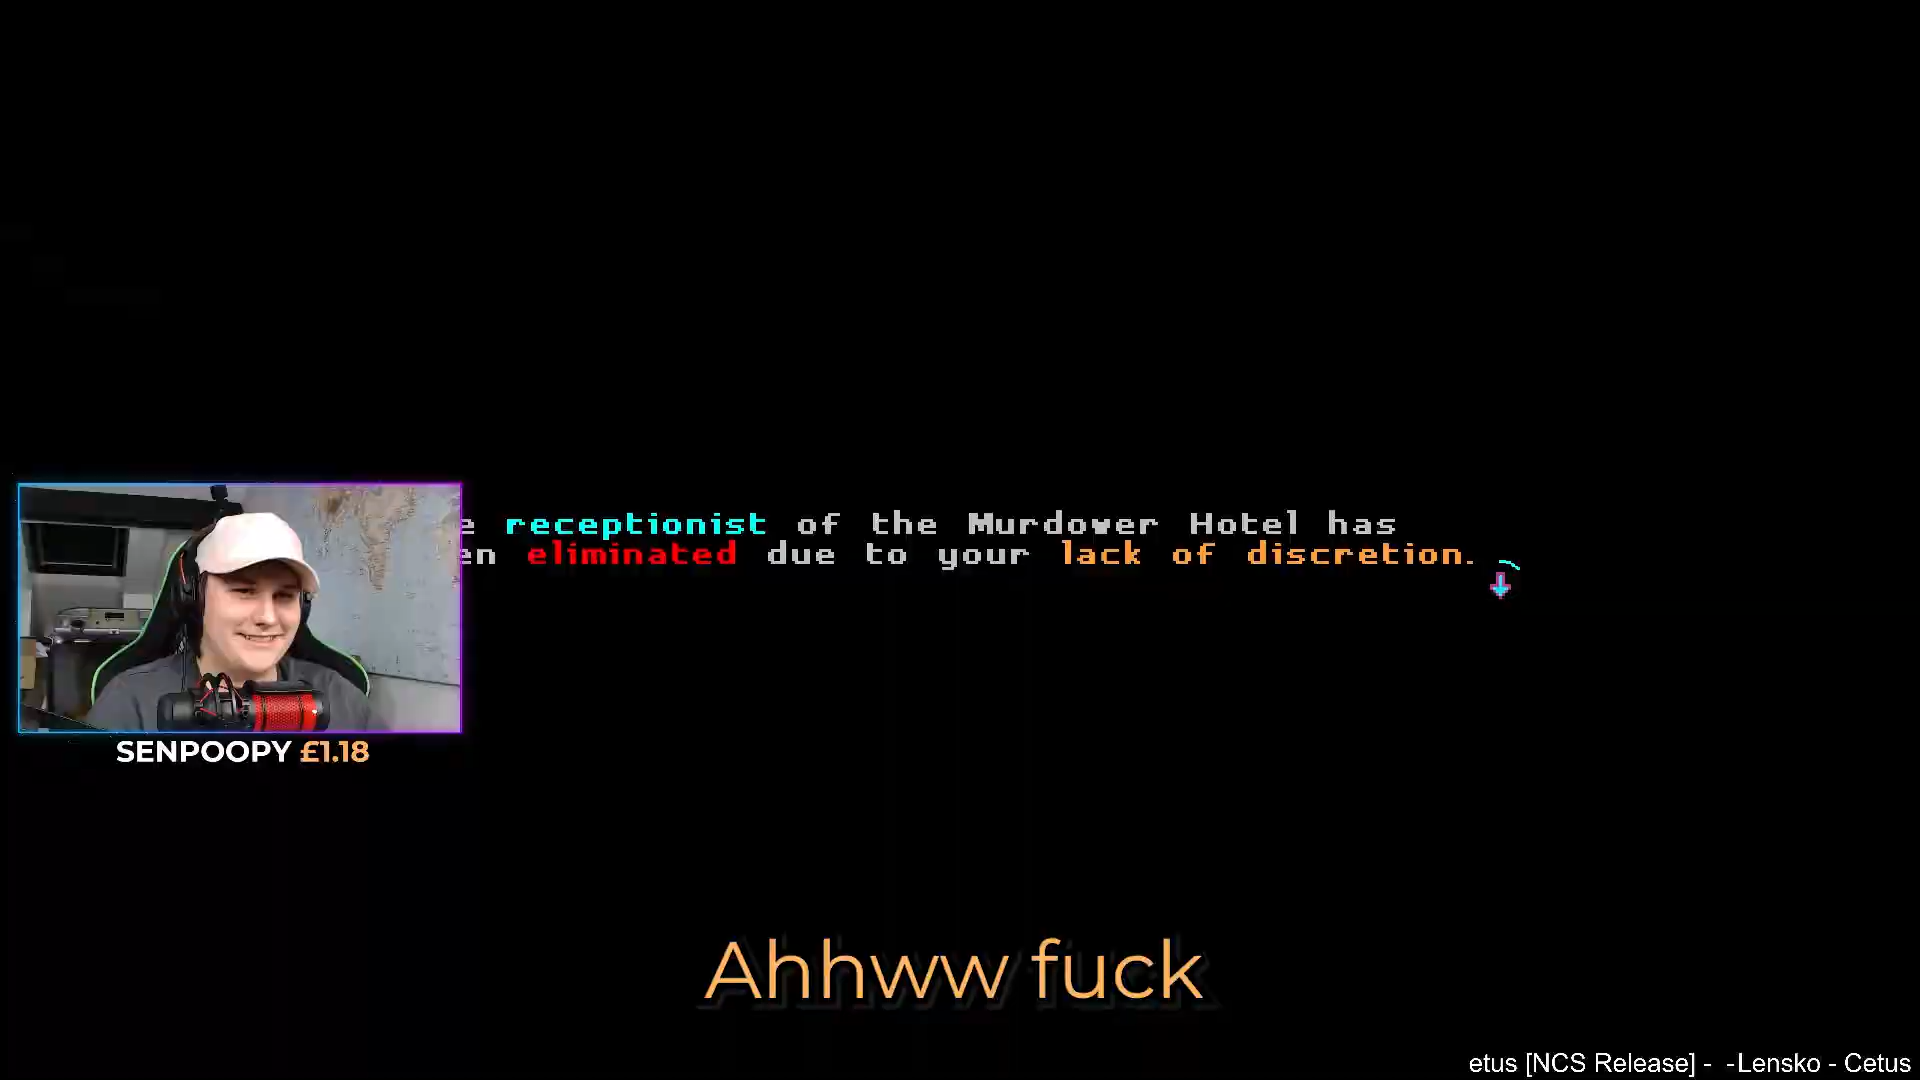 e receptionist of the Murdover Hotel has
en eliminated due to your lack of discretion.
SENPOOPY £1.18
Ahhww fuck
etus [NCS Release] - -Lensko - Cetus